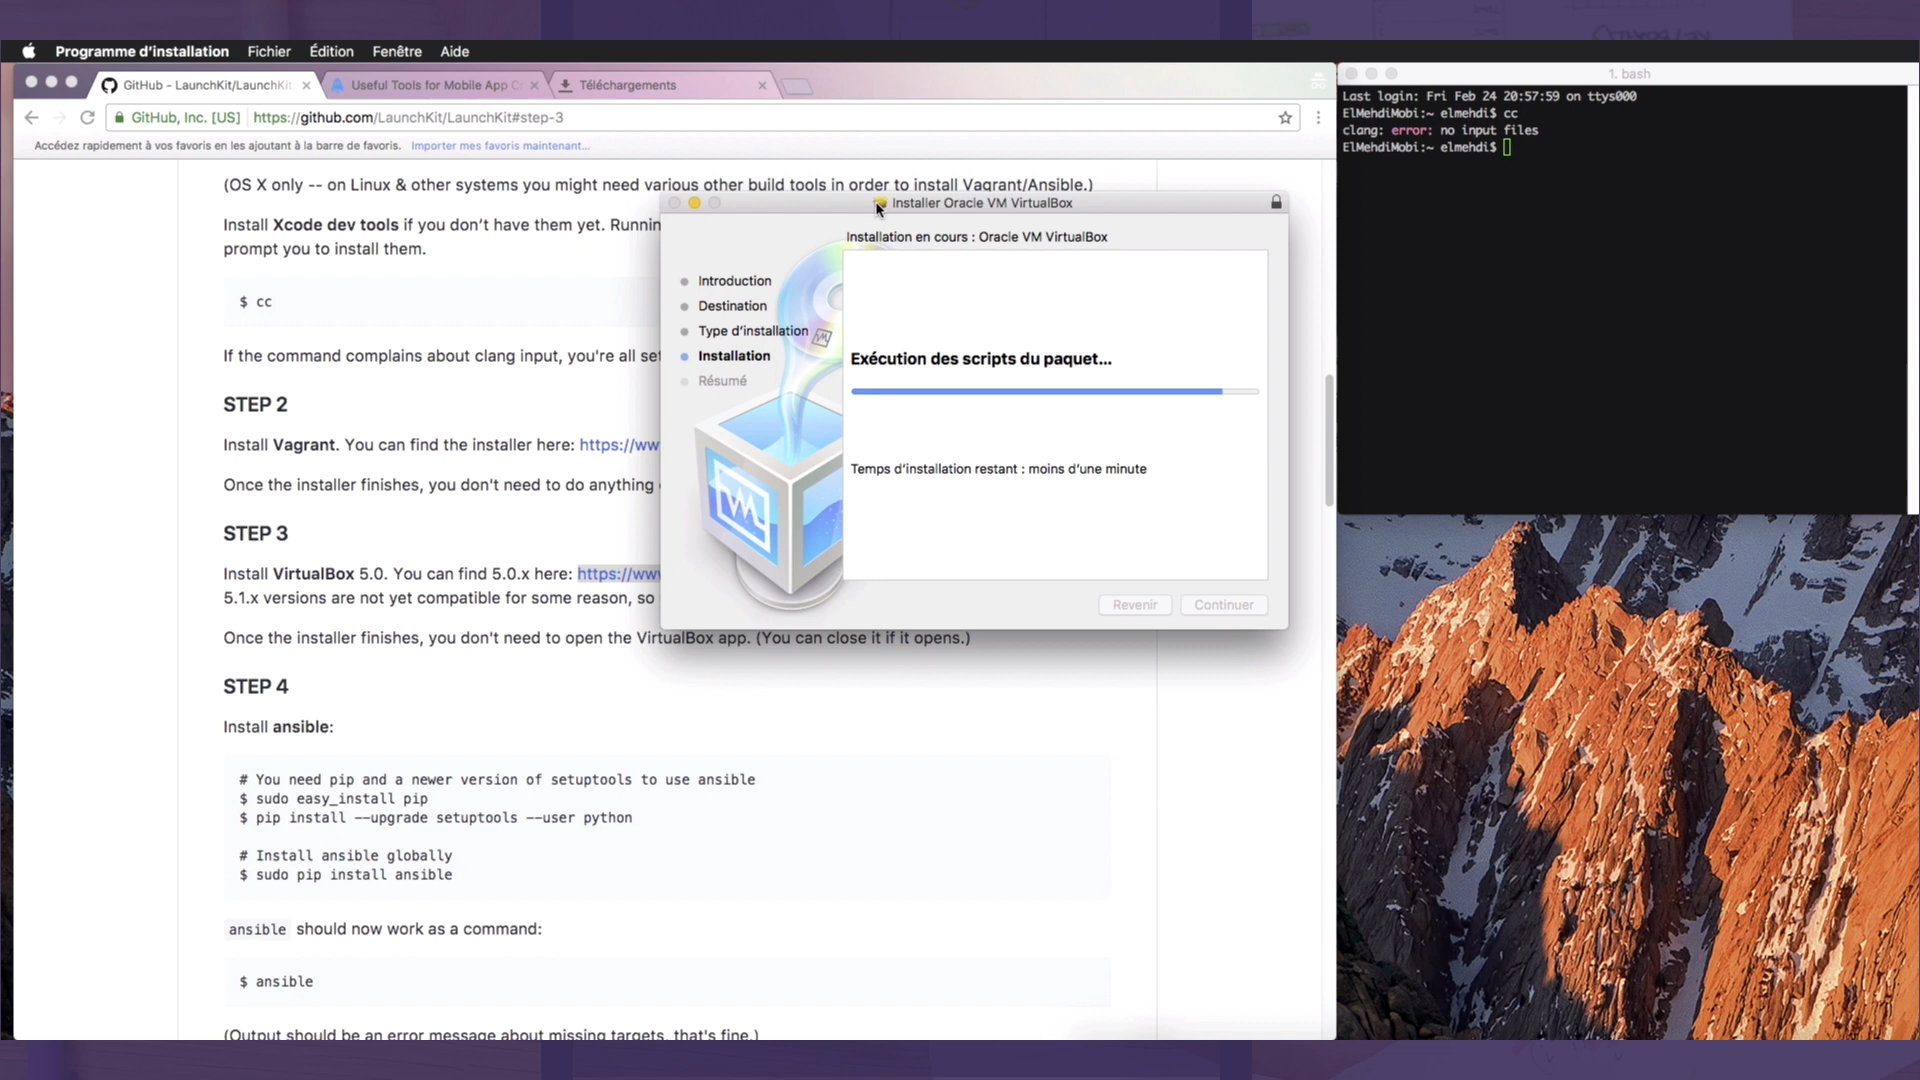 Programme d'installation Fichier Édition Fenêtre Aide
GitHub - LaunchKit/LaunchKit
Useful Tools for Mobile App
Téléchargements
GitHub, Inc. [US] https://github.com/LaunchKit/LaunchKit#step-3
Accédez rapidement à vos favoris en les ajoutant à la barre de favoris. Importer mes favoris maintenant...
(OS X only -- on Linux & other systems you might need various other build tools in order to install Vagrant/Ansible.)
Install Xcode dev tools if you don't have them yet. Runnin
prompt you to install them.
$ cc
If the command complains about clang input, you're all set
STEP 2
Install Vagrant. You can find the installer here: https://ww
Once the installer finishes, you don't need to do anything
STEP 3
Install VirtualBox 5.0. You can find 5.0.x here: https://ww
5.1.x versions are not yet compatible for some reason, so
Once the installer finishes, you don't need to open the VirtualBox app. (You can close it if it opens.)
STEP 4
Install ansible:
# You need pip and a newer version of setuptools to use ansible
$ sudo easy_install pip
$ pip install --upgrade setuptools --user python
# Install ansible globally
$ sudo pip install ansible
ansible should now work as a command:
$ ansible
(Output should be an error message about missing targets, that's fine.)
Installer Oracle VM VirtualBox
Installation en cours : Oracle VM VirtualBox
Introduction
Destination
Type d'installation
Installation
Résumé
Exécution des scripts du paquet...
Temps d'installation restant : moins d'une minute
Revenir
Continuer
1. bash
Last login: Fri Feb 24 20:57:59 on ttys000
ElMehdiMobi:~ elmehdi$ cc
clang: error: no input files
ElMehdiMobi:~ elmehdi$